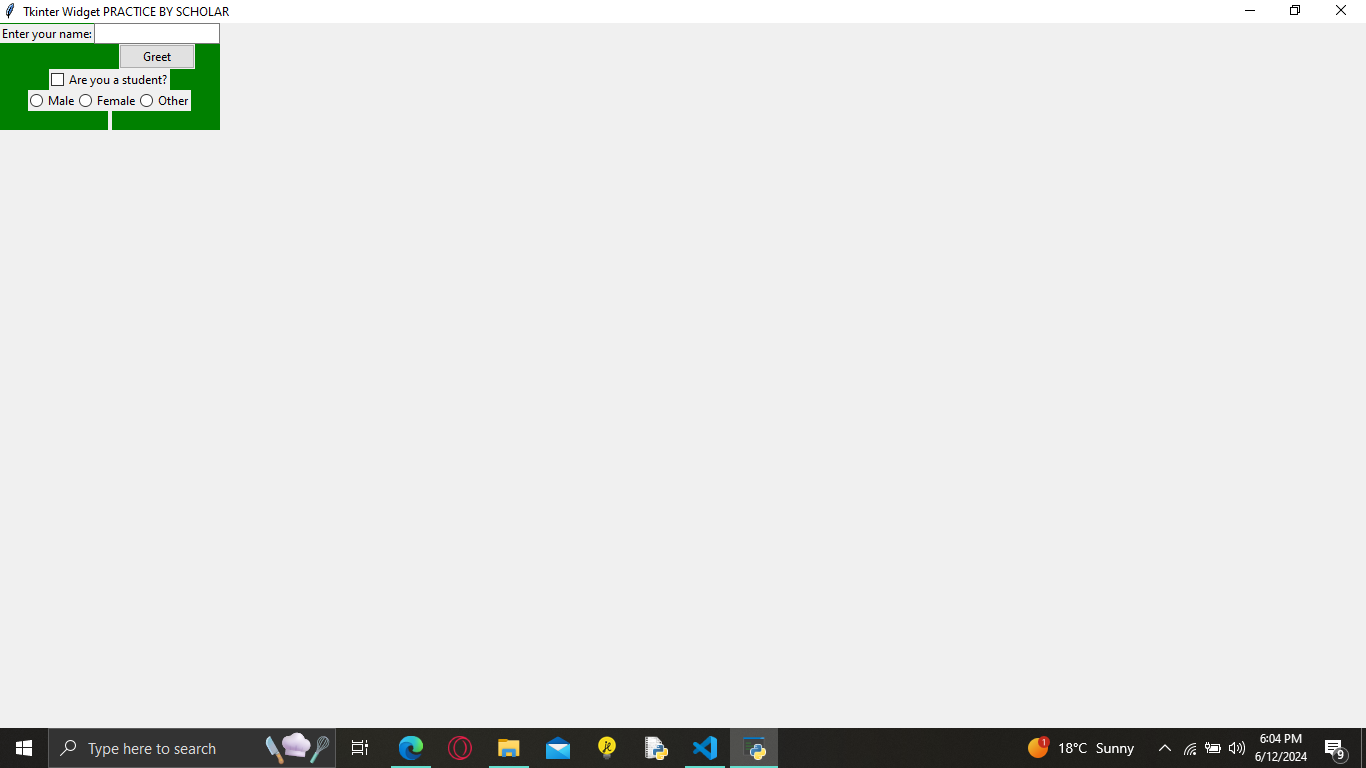 Tkinter Widget PRACTICE BY SCHOLAR
Enter your name:
Greet
Are you a student?
Male Female Other
Type here to search
1
18°C Sunny
6:04 PM
6/12/2024
9